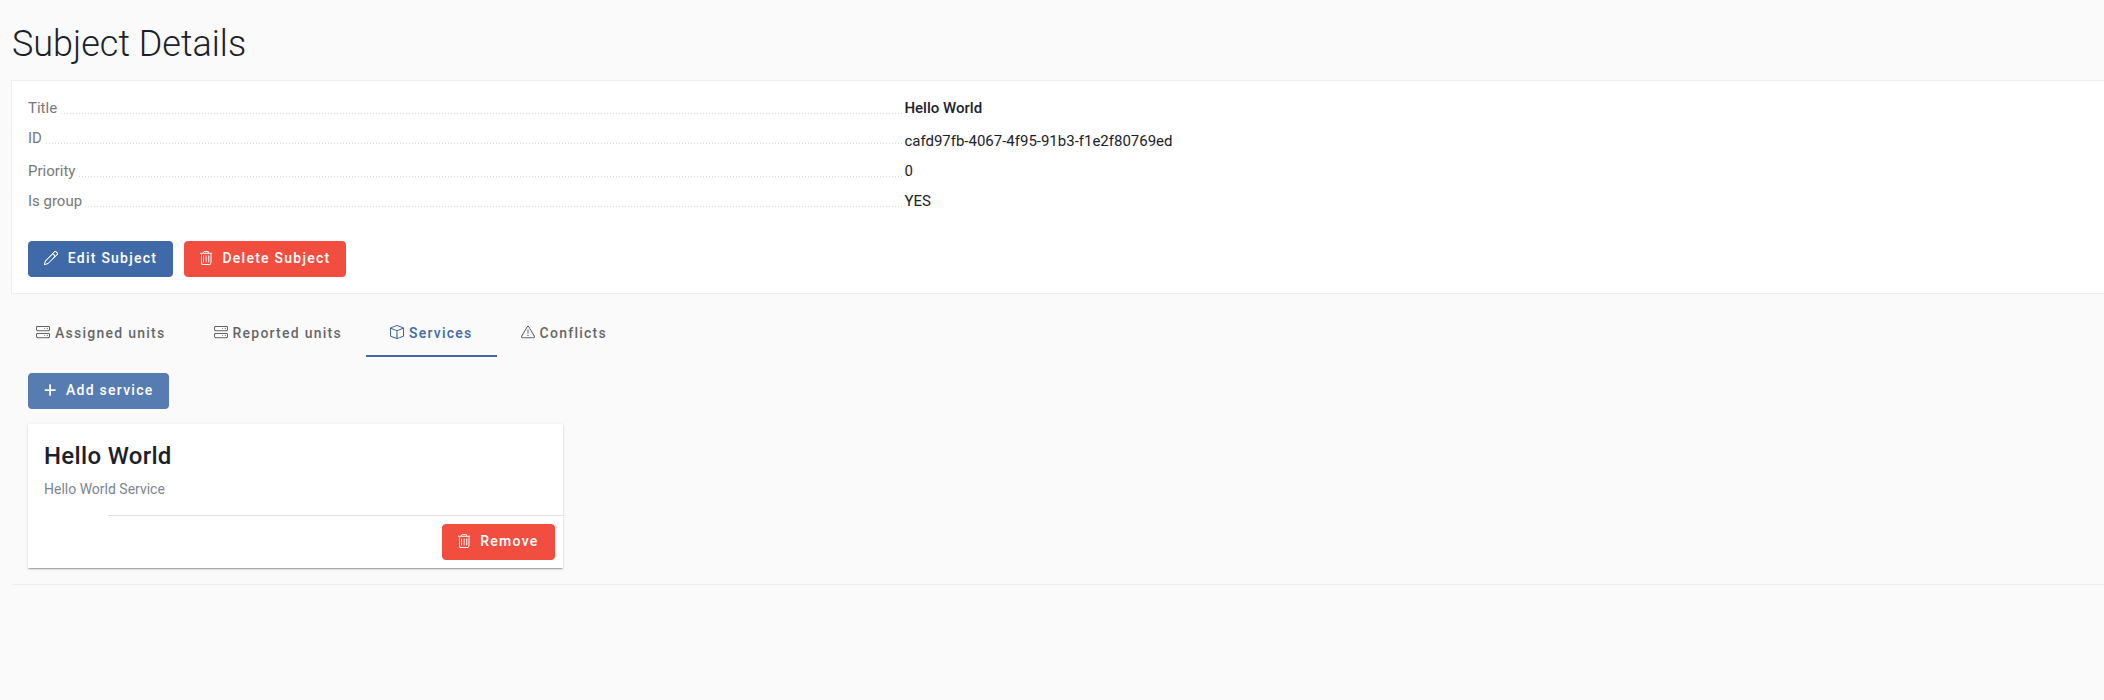 Subject Details
Title Hello World
ID cafd97fb-4067-4f95-91b3-f1e2f80769ed
Priority 0
Is group YES
Edit Subject Delete Subject
Assigned units Reported units Services Conflicts
+ Add service
Hello World
Hello World Service
Remove